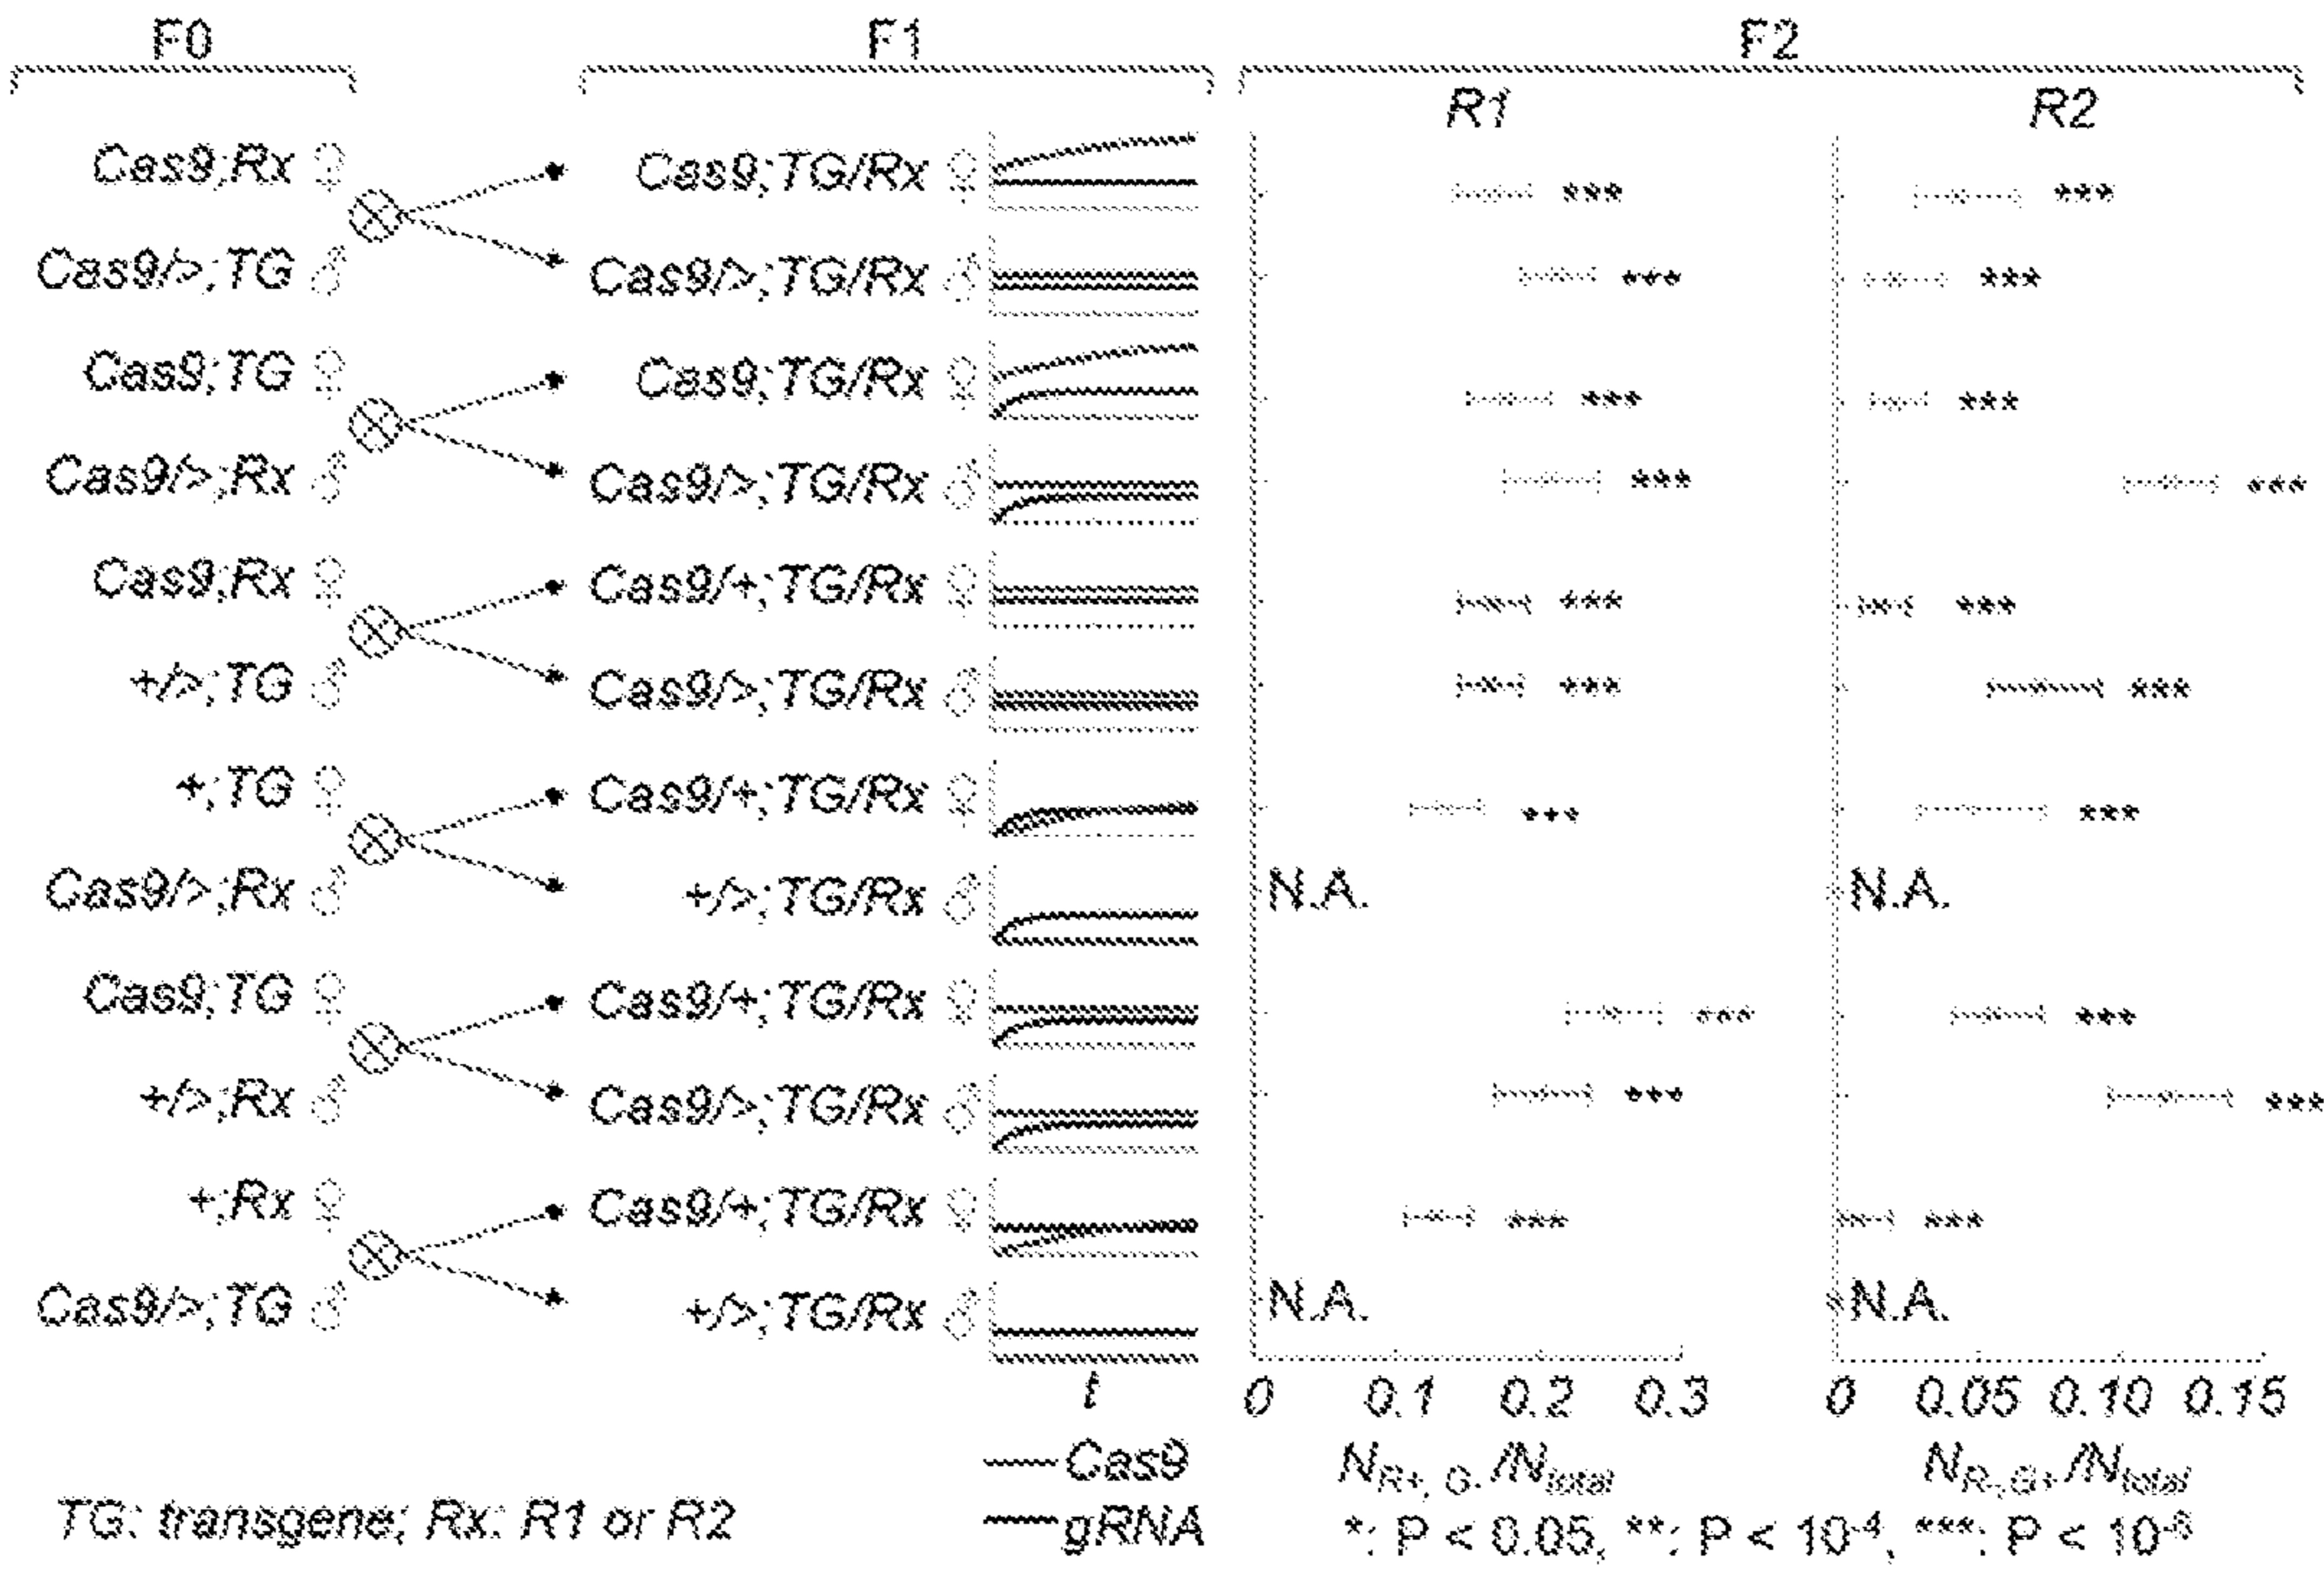 F0 F1 F2
R1 R2
Cas9;Rx ♀ Cas9;TG/Rx ♀ *** ***
Cas9/>;TG ♂ Cas9/>;TG/Rx ♂ *** ***
Cas9;TG ♀ Cas9;TG/Rx ♀ *** ***
Cas9/>;Rx ♂ Cas9/>;TG/Rx ♂ *** ***
Cas9;Rx ♀ Cas9/+;TG/Rx ♀ *** ***
+/>;TG ♂ Cas9/>;TG/Rx ♂ *** ***
+;TG ♀ Cas9/+;TG/Rx ♀ *** ***
Cas9/>;Rx ♂ +/>;TG/Rx ♂ N.A. N.A.
Cas9;TG ♀ Cas9/+;TG/Rx ♀ *** ***
+/>;Rx ♂ Cas9/>;TG/Rx ♂ *** ***
+;Rx ♀ Cas9/+;TG/Rx ♀ *** ***
Cas9/>;TG ♂ +/>;TG/Rx ♂ N.A. N.A.
t 0 0.1 0.2 0.3 0 0.05 0.10 0.15
Cas9 N R+, G- /N total N R-,G+ /N total
TG: transgene; Rx: R1 or R2 gRNA *: P < 0.05, **: P < 10-4, ***: P <